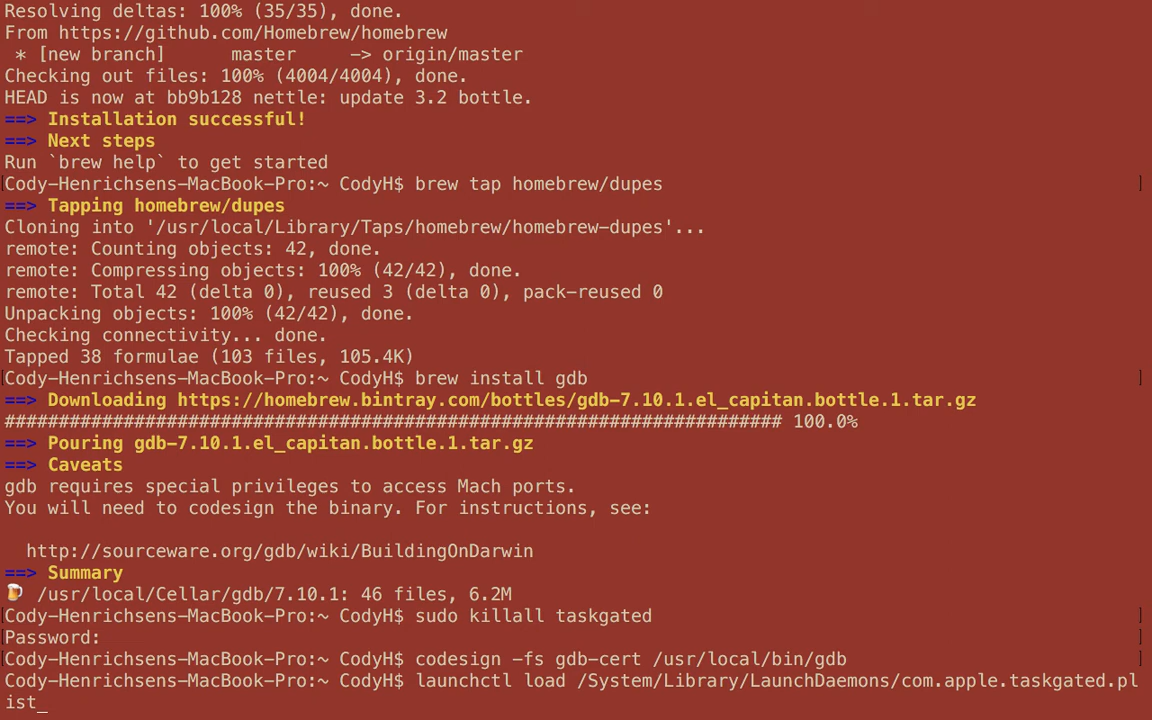 Resolving deltas: 100% (35/35), done.
From https://github.com/Homebrew/homebrew
 * [new branch]      master     -> origin/master
Checking out files: 100% (4004/4004), done.
HEAD is now at bb9b128 nettle: update 3.2 bottle.
==> Installation successful!
==> Next steps
Run `brew help` to get started
[Cody-Henrichsens-MacBook-Pro:~ CodyH$ brew tap homebrew/dupes ]
==> Tapping homebrew/dupes
Cloning into '/usr/local/Library/Taps/homebrew/homebrew-dupes'...
remote: Counting objects: 42, done.
remote: Compressing objects: 100% (42/42), done.
remote: Total 42 (delta 0), reused 3 (delta 0), pack-reused 0
Unpacking objects: 100% (42/42), done.
Checking connectivity... done.
Tapped 38 formulae (103 files, 105.4K)
[Cody-Henrichsens-MacBook-Pro:~ CodyH$ brew install gdb ]
==> Downloading https://homebrew.bintray.com/bottles/gdb-7.10.1.el_capitan.bottle.1.tar.gz
######################################################################## 100.0%
==> Pouring gdb-7.10.1.el_capitan.bottle.1.tar.gz
==> Caveats
gdb requires special privileges to access Mach ports.
You will need to codesign the binary. For instructions, see:
  http://sourceware.org/gdb/wiki/BuildingOnDarwin
==> Summary
🍺 /usr/local/Cellar/gdb/7.10.1: 46 files, 6.2M
[Cody-Henrichsens-MacBook-Pro:~ CodyH$ sudo killall taskgated ]
[Password: ]
[Cody-Henrichsens-MacBook-Pro:~ CodyH$ codesign -fs gdb-cert /usr/local/bin/gdb ]
Cody-Henrichsens-MacBook-Pro:~ CodyH$ launchctl load /System/Library/LaunchDaemons/com.apple.taskgated.pl
ist_